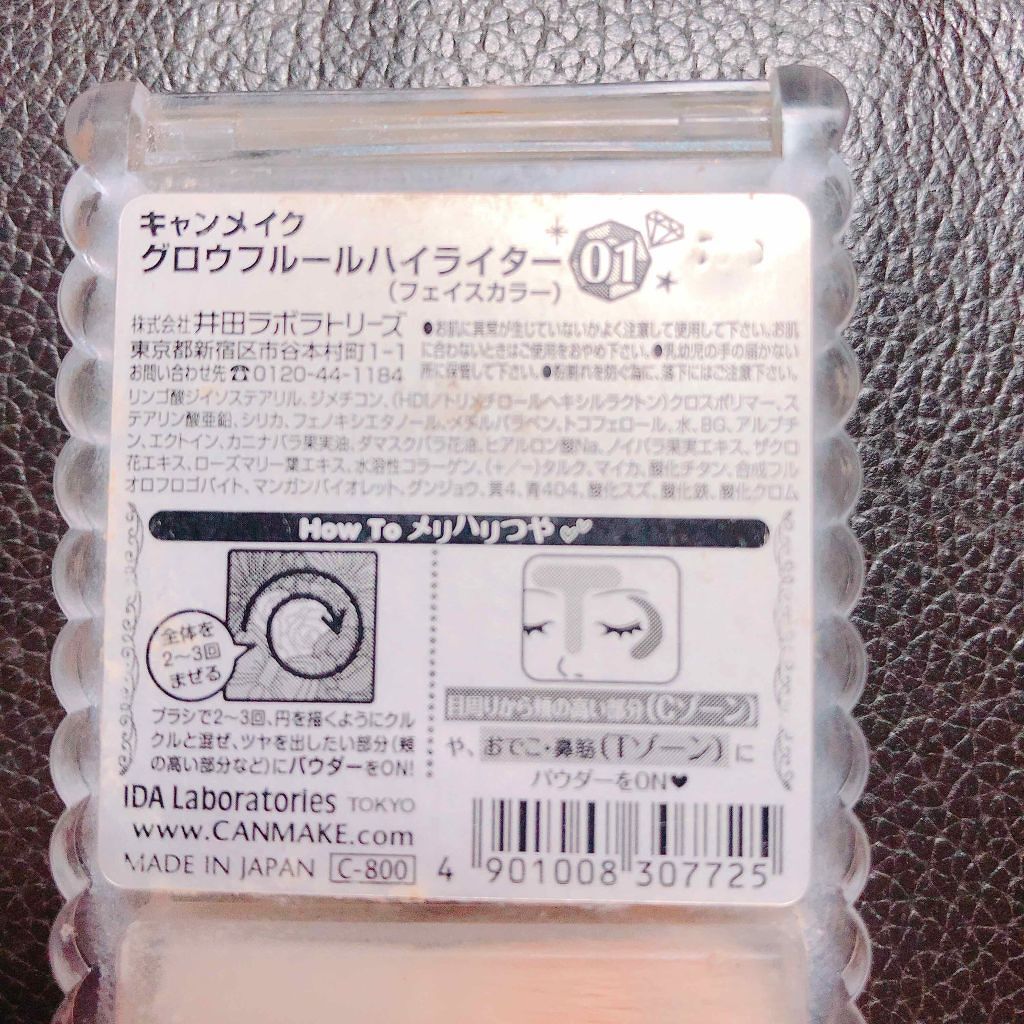 キャンメイク
グロウフルールハイライター 01
(フェイスカラー)
株式会社 井田ラボラトリーズ
東京都新宿区市谷本村町1-1
お問い合わせ先☎0120-44-1184
●お肌に異常が生じていないかよく注意して使用して下さい。お肌
に合わないときはご使用をおやめ下さい。●乳幼児の手の届かない
所に保管して下さい。●お割れを防ぐ為に、落下にはご注意下さい。
リンゴ酸ジイソステアリル、ジメチコン、(HDI/トリメチロールヘキシルラクトン)クロスポリマー、ス
テアリン酸亜鉛、シリカ、フェノキシエタノール、メチルパラベン、トコフェロール、水、BG、アルブチ
ン、エクトイン、カニナバラ果実油、ダマスクバラ花油、ヒアルロン酸Na、ノイバラ果実エキス、ザクロ
花エキス、ローズマリー葉エキス、水溶性コラーゲン、(+/-)タルク、マイカ、酸化チタン、合成フル
オロフロゴパイト、マンガンバイオレット、グンジョウ、黄4、青404、酸化スズ、酸化鉄、酸化クロム
How To メリハリつや
全体を
2〜3回
まぜる
ブラシで2〜3回、円を描くようにクル
クルと混ぜ、ツヤを出したい部分(頬
の高い部分など)にパウダーをON!
目回りから頬の高い部分(Cゾーン)
や、おでこ・鼻筋(Tゾーン)に
パウダーをON♥
IDA Laboratories TOKYO
www.CANMAKE.com
MADE IN JAPAN C-800
4 901008 307725